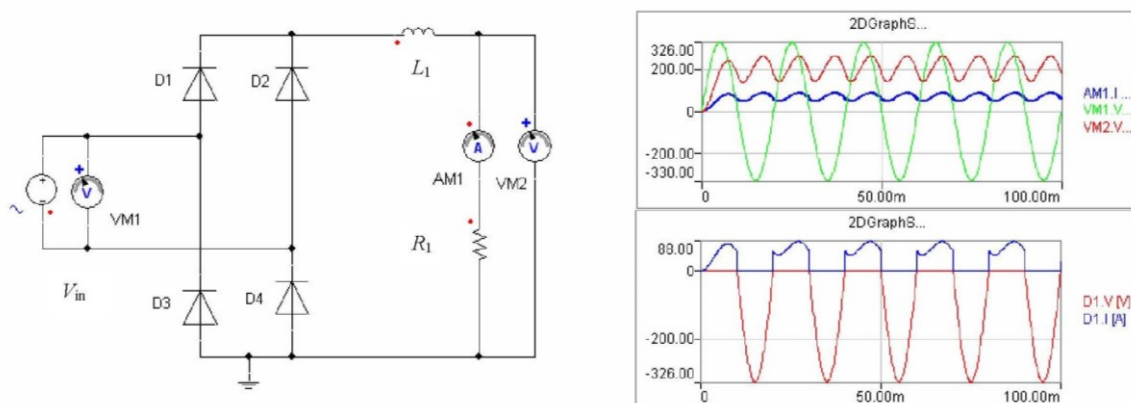 D1
D2
L1
+
V
VM1
Vin
A
AM1
+
V
VM2
R1
D3
D4
2DGraphS...
326.00
200.00
0
-200.00
-330.00
0
50.00m
100.00m
AM1.I ...
VM1.V...
VM2.V...
2DGraphS...
88.00
0
-200.00
-326.00
0
50.00m
100.00m
D1.V [V]
D1.I [A]